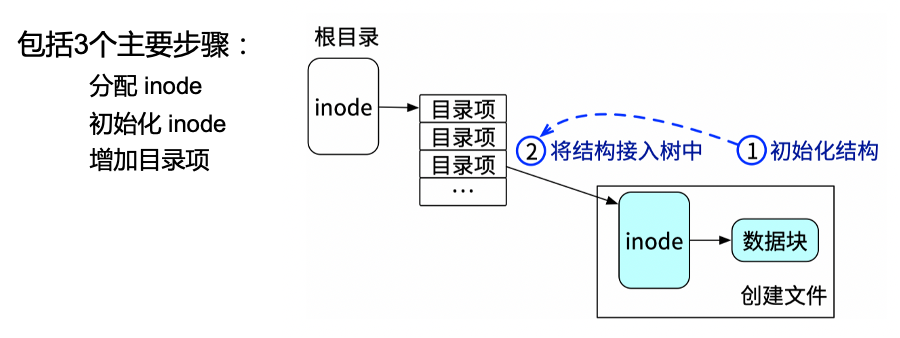 包括3个主要步骤：
分配 inode
初始化 inode
增加目录项
根目录
inode
目录项
目录项
目录项
…
② 将结构接入树中
① 初始化结构
inode
数据块
创建文件